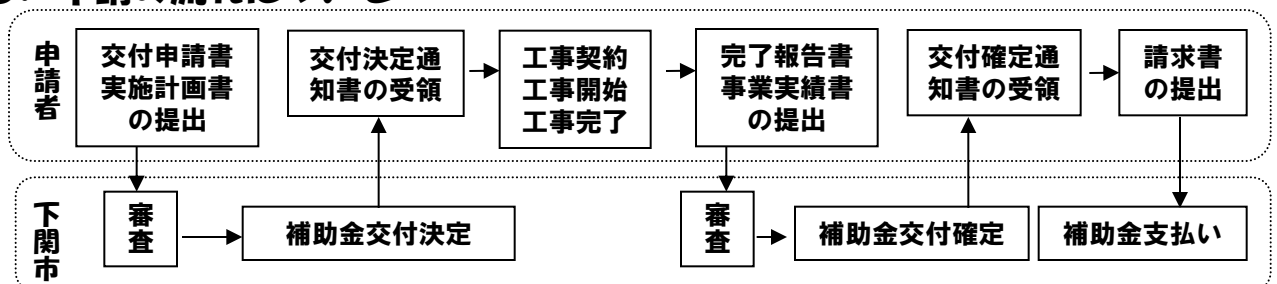 申請者
交付申請書
実施計画書
の提出
交付決定通
知書の受領
工事契約
工事開始
工事完了
完了報告書
事業実績書
の提出
交付確定通
知書の受領
請求書
の提出
下関市
審査
補助金交付決定
審査
補助金交付確定
補助金支払い